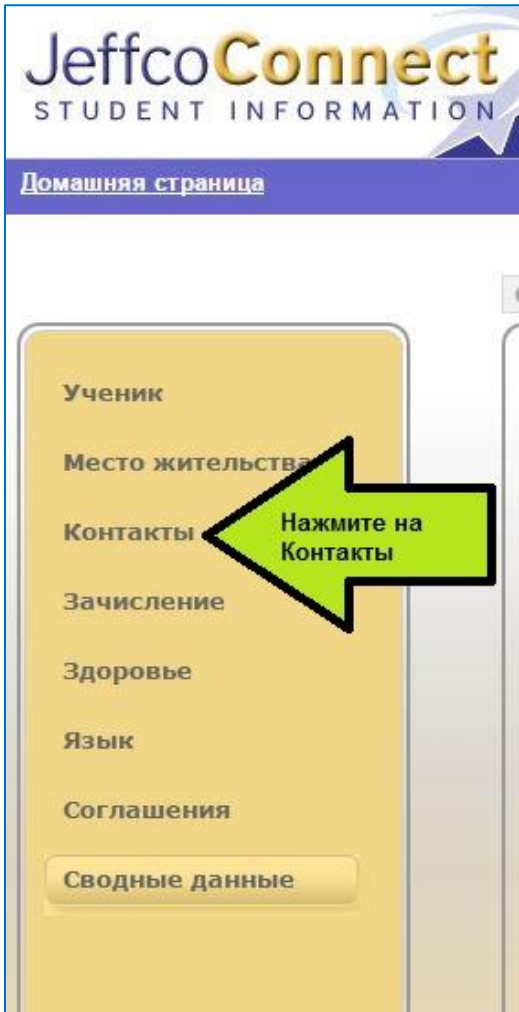 JeffcoConnect
STUDENT INFORMATION
Домашняя страница
Ученик
Место жительства
Контакты
Нажмите на
Контакты
Зачисление
Здоровье
Язык
Соглашения
Сводные данные